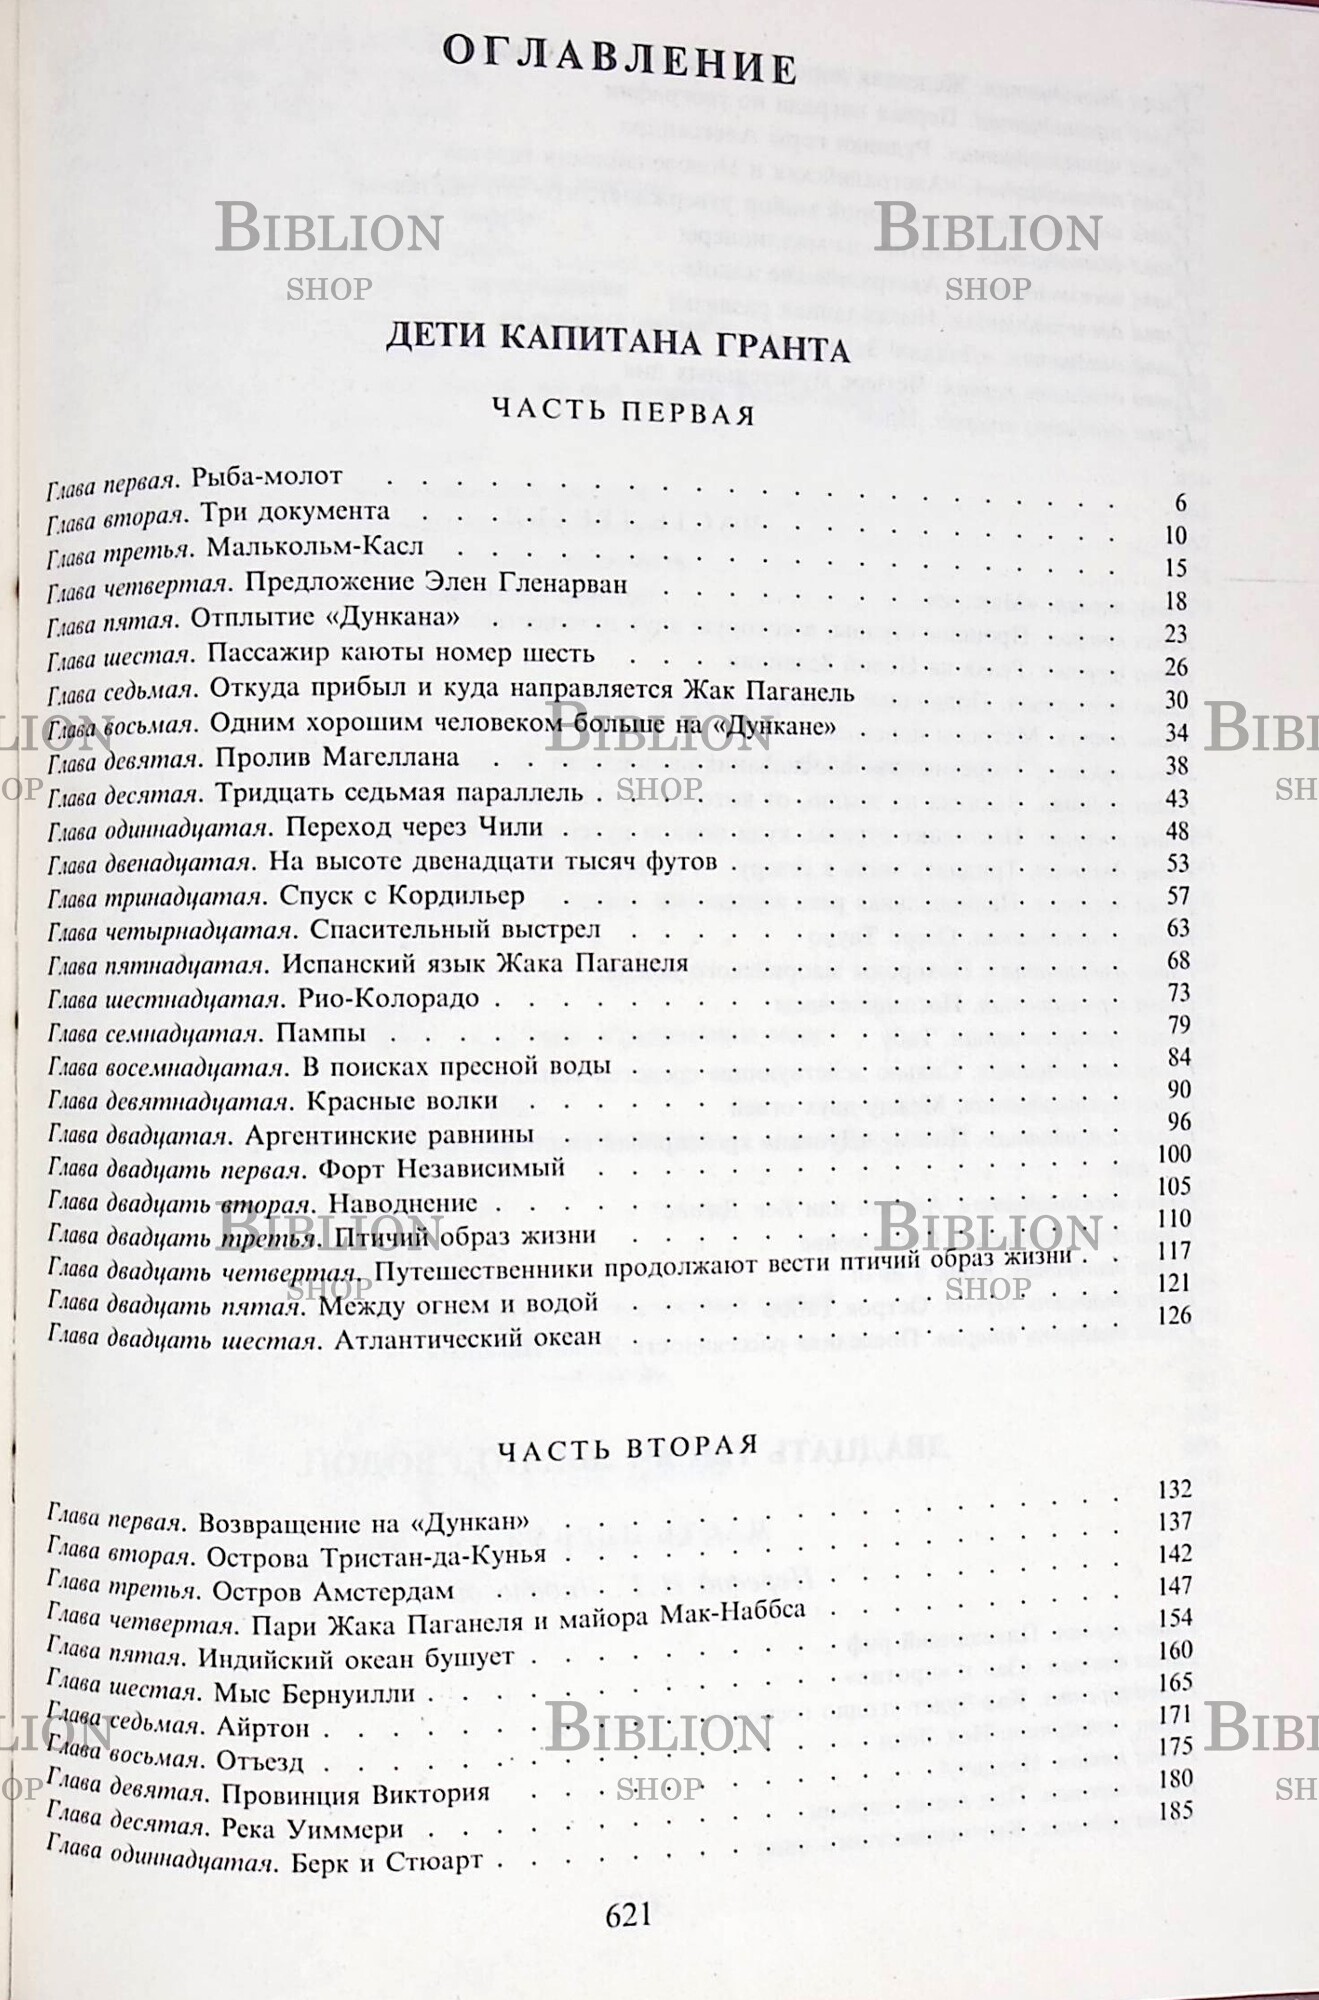 ОГЛАВЛЕНИЕ
ДЕТИ КАПИТАНА ГРАНТА
ЧАСТЬ ПЕРВАЯ
Глава первая. Рыба-молот . . . 6
Глава вторая. Три документа . . . 10
Глава третья. Малькольм-Касл . . . 15
Глава четвертая. Предложение Элен Гленарван . . . 18
Глава пятая. Отплытие «Дункана» . . . 23
Глава шестая. Пассажир каюты номер шесть . . . 26
Глава седьмая. Откуда прибыл и куда направляется Жак Паганель 30
Глава восьмая. Одним хорошим человеком больше на «Дункане» . . . 34
Глава девятая. Пролив Магеллана . . . 38
Глава десятая. Тридцать седьмая параллель . . . 43
Глава одиннадцатая. Переход через Чили . . . 48
Глава двенадцатая. На высоте двенадцати тысяч футов . . . 53
Глава тринадцатая. Спуск с Кордильер . . . 57
Глава четырнадцатая. Спасительный выстрел . . . 63
Глава пятнадцатая. Испанский язык Жака Паганеля . . . 68
Глава шестнадцатая. Рио-Колорадо . . . 73
Глава семнадцатая. Пампы . . . 79
Глава восемнадцатая. В поисках пресной воды . . . 84
Глава девятнадцатая. Красные волки . . . 90
Глава двадцатая. Аргентинские равнины . . . 96
Глава двадцать первая. Форт Независимый . . . 100
Глава двадцать вторая. Наводнение . . . 105
Глава двадцать третья. Птичий образ жизни . . . 110
Глава двадцать четвертая. Путешественники продолжают вести птичий образ жизни . . 117
Глава двадцать пятая. Между огнем и водой . . . 121
Глава двадцать шестая. Атлантический океан . . . 126
ЧАСТЬ ВТОРАЯ
Глава первая. Возвращение на «Дункан» . . . 132
Глава вторая. Острова Тристан-да-Кунья . . . 137
Глава третья. Остров Амстердам . . . 142
Глава четвертая. Пари Жака Паганеля и майора Мак-Наббса . . . 147
Глава пятая. Индийский океан бушует . . . 154
Глава шестая. Мыс Бернуилли . . . 160
Глава седьмая. Айртон . . . 165
Глава восьмая. Отъезд . . . 171
Глава девятая. Провинция Виктория . . . 175
Глава десятая. Река Уиммери . . . 180
Глава одиннадцатая. Берк и Стюарт . . . 185
621
BIBLION
SHOP